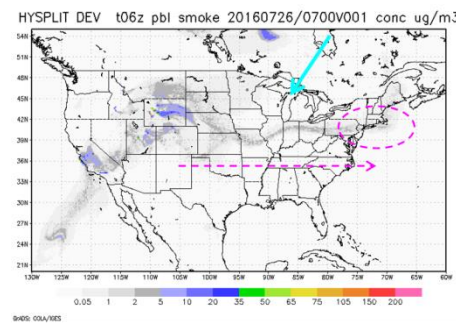 HYSPLIT DEV t06z pbl smoke 20160726/0700V001 conc ug/m3
54N
51N
48N
45N
42N
39N
36N
33N
30N
27N
24N
21N
130W 125W 120W 115W 110W 105W 100W 95W 90W 85W 80W 75W 70W 65W 60W
0.05 1 2 5 10 20 35 50 65 75 105 150 200
GrADS: COLA/IGES